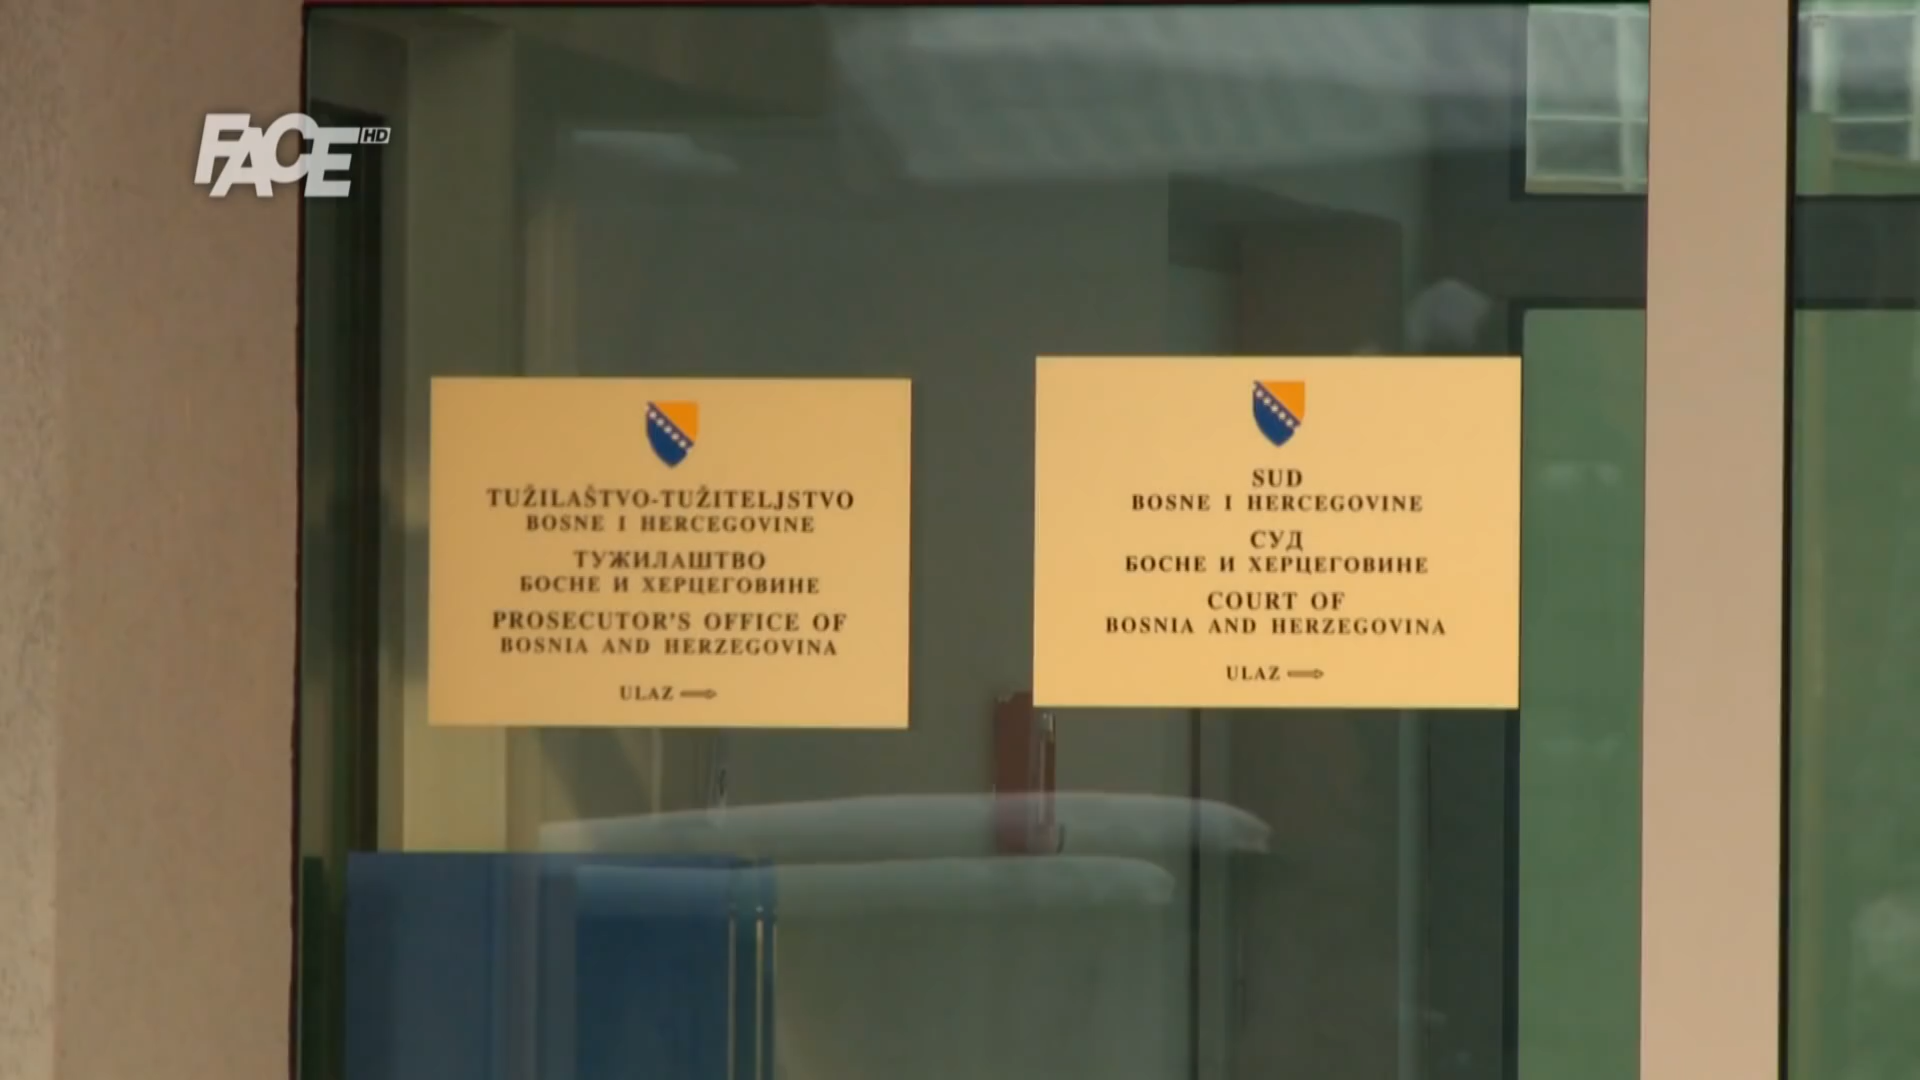 FACE HD
TUŽILAŠTVO-TUŽITELJSTVO
BOSNE I HERCEGOVINE
ТУЖИЛАШТВО
БОСНЕ И ХЕРЦЕГОВИНЕ
PROSECUTOR'S OFFICE OF
BOSNIA AND HERZEGOVINA
ULAZ
SUD
BOSNE I HERCEGOVINE
СУД
БОСНЕ И ХЕРЦЕГОВИНЕ
COURT OF
BOSNIA AND HERZEGOVINA
ULAZ